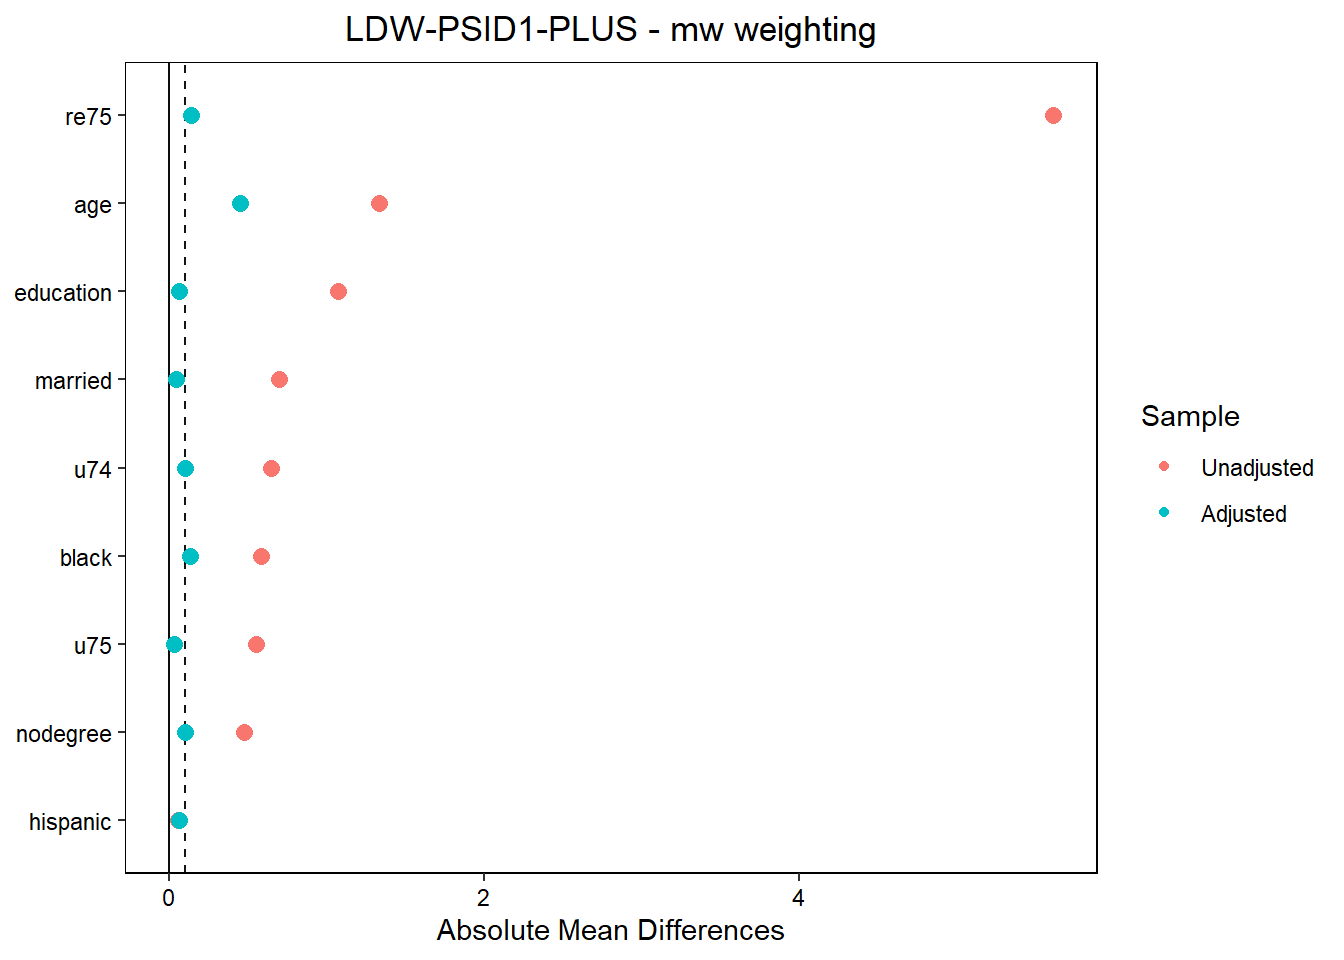 LDW-PSID1-PLUS - mw weighting
re75
age
education
married
u74
black
u75
nodegree
hispanic
0 2 4
Absolute Mean Differences
Sample
Unadjusted
Adjusted